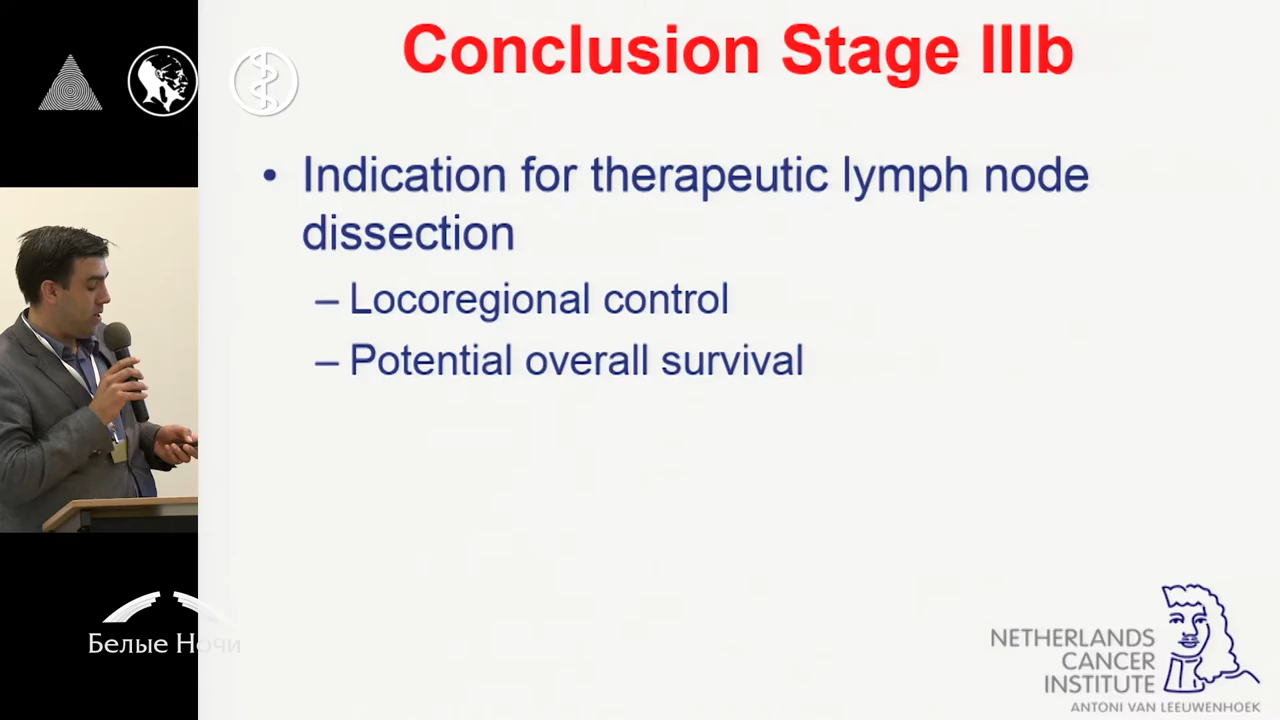 Conclusion Stage IIIb
• Indication for therapeutic lymph node
dissection
– Locoregional control
– Potential overall survival
Белые Ночи
NETHERLANDS
CANCER
INSTITUTE
ANTONI VAN LEEUWENHOEK